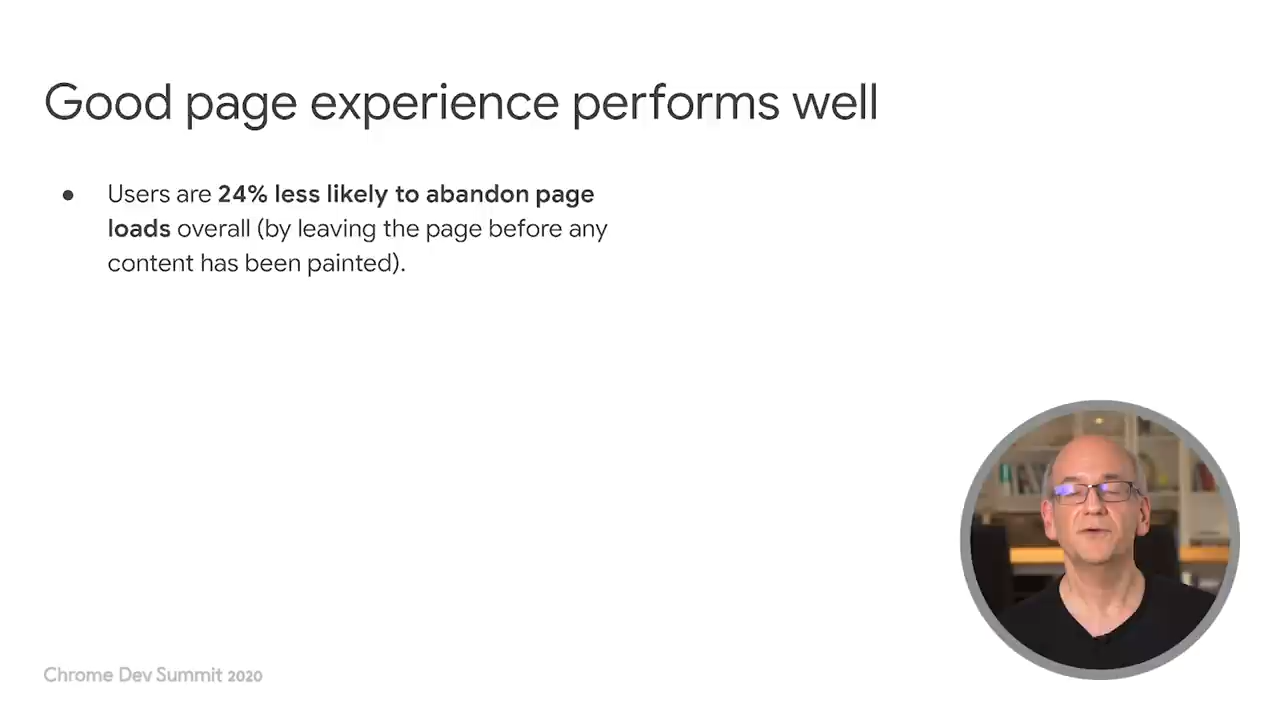 Good page experience performs well
● Users are 24% less likely to abandon page
loads overall (by leaving the page before any
content has been painted).
Chrome Dev Summit 2020